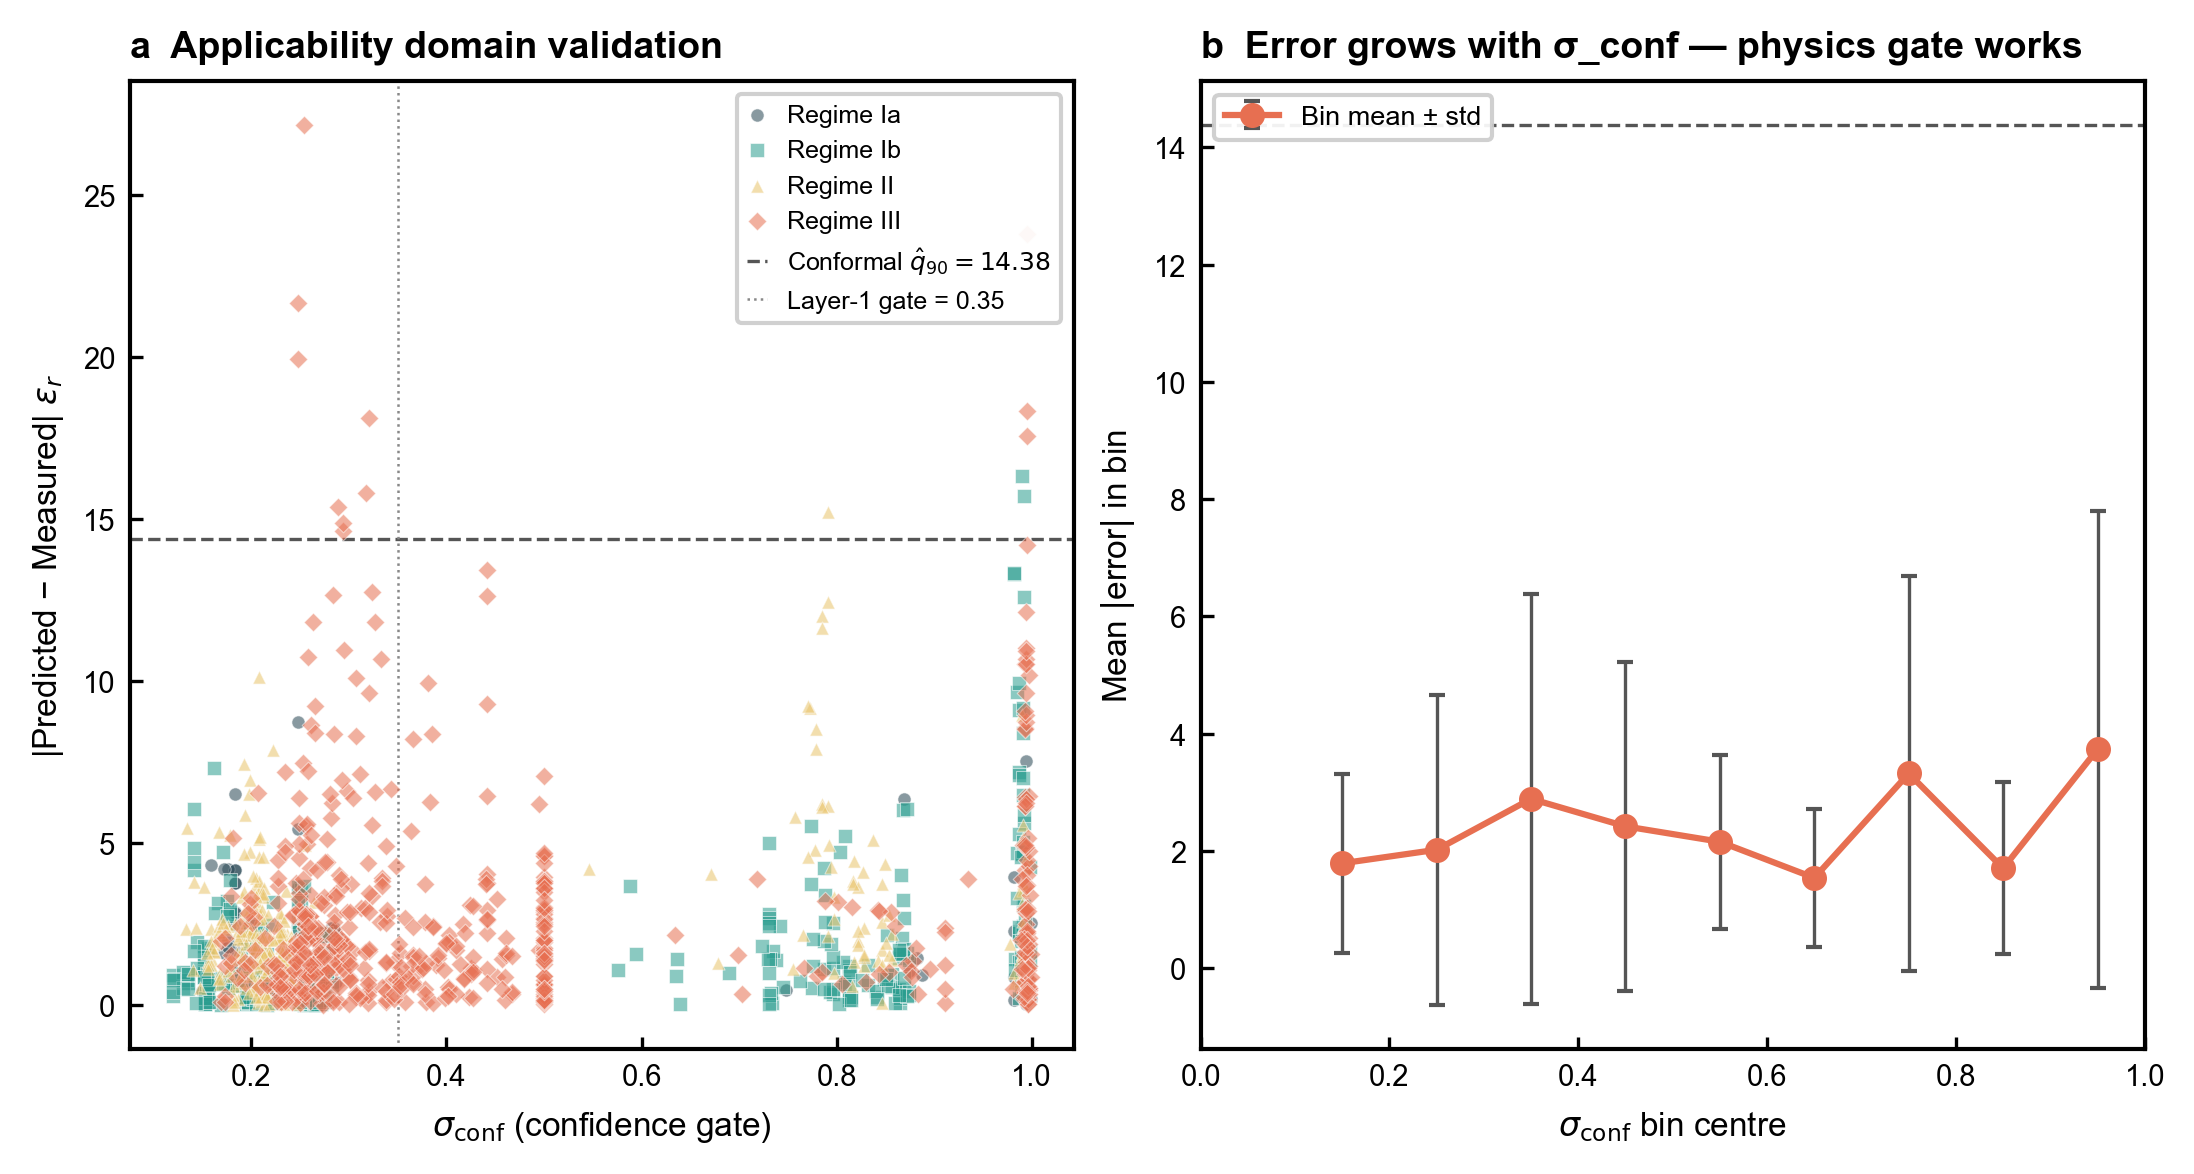 a Applicability domain validation
|Predicted − Measured| εr
25
20
15
10
5
0
0.2
0.4
0.6
0.8
1.0
σconf (confidence gate)
Regime Ia
Regime Ib
Regime II
Regime III
Conformal q̂90 = 14.38
Layer-1 gate = 0.35
b Error grows with σ_conf — physics gate works
Mean |error| in bin
14
12
10
8
6
4
2
0
0.0
0.2
0.4
0.6
0.8
1.0
σconf bin centre
Bin mean ± std